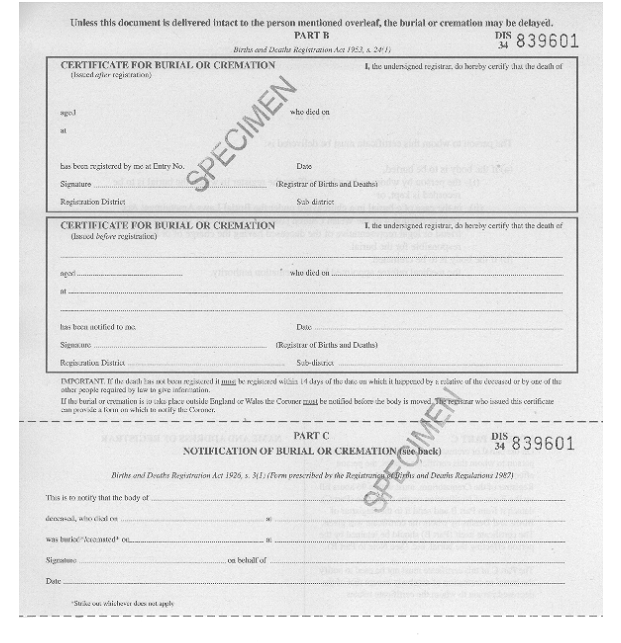 Unless this document is delivered intact to the person mentioned overleaf, the burial or cremation may be delayed.
PART B
DIS
34 839601
Births and Deaths Registration Act 1953, s. 24(1)
CERTIFICATE FOR BURIAL OR CREMATION
(Issued after registration)
I, the undersigned registrar, do hereby certify that the death of
aged
who died on
at
SPECIMEN
has been registered by me at Entry No.
Date
Signature
(Registrar of Births and Deaths)
Registration District
Sub district
CERTIFICATE FOR BURIAL OR CREMATION
(Issued before registration)
I, the undersigned registrar, do hereby certify that the death of
aged
who died on
at
has been notified to me.
Date
Signature
(Registrar of Births and Deaths)
Registration District
Sub-district
IMPORTANT. If the death has not been registered it must be registered within 14 days of the date on which it happened by a relative of the deceased or by one of the
other people required by law to give information.
If the burial or cremation is to take place outside England or Wales the Coroner must be notified before the body is moved. The registrar who issued this certificate
can provide a form on which to notify the Coroner.
SPECIMEN
PART C
DIS
34 839601
NOTIFICATION OF BURIAL OR CREMATION (see back)
Births and Deaths Registration Act 1926, s. 3(1) (Form prescribed by the Registration of Births and Deaths Regulations 1987)
This is to notify that the body of
deceased, who died on
at
was buried*/cremated* on
at
Signature
on behalf of
Date
*Strike out whichever does not apply